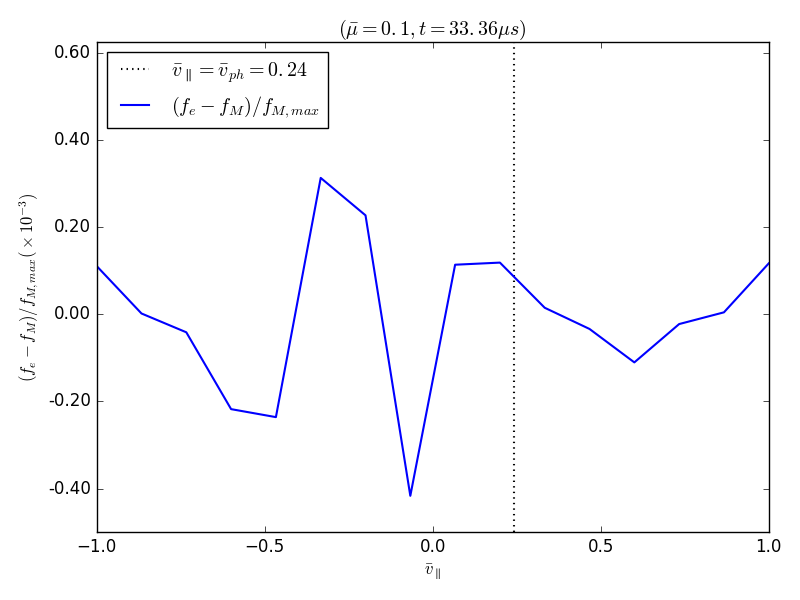 (μ̄ = 0.1, t = 33.36μs)
0.60
0.40
0.20
0.00
-0.20
-0.40
v̄∥ = v̄ph = 0.24
(fe − fM)/fM,max
(fe − fM)/fM,max(×10⁻³)
−1.0 −0.5 0.0 0.5 1.0
v̄∥